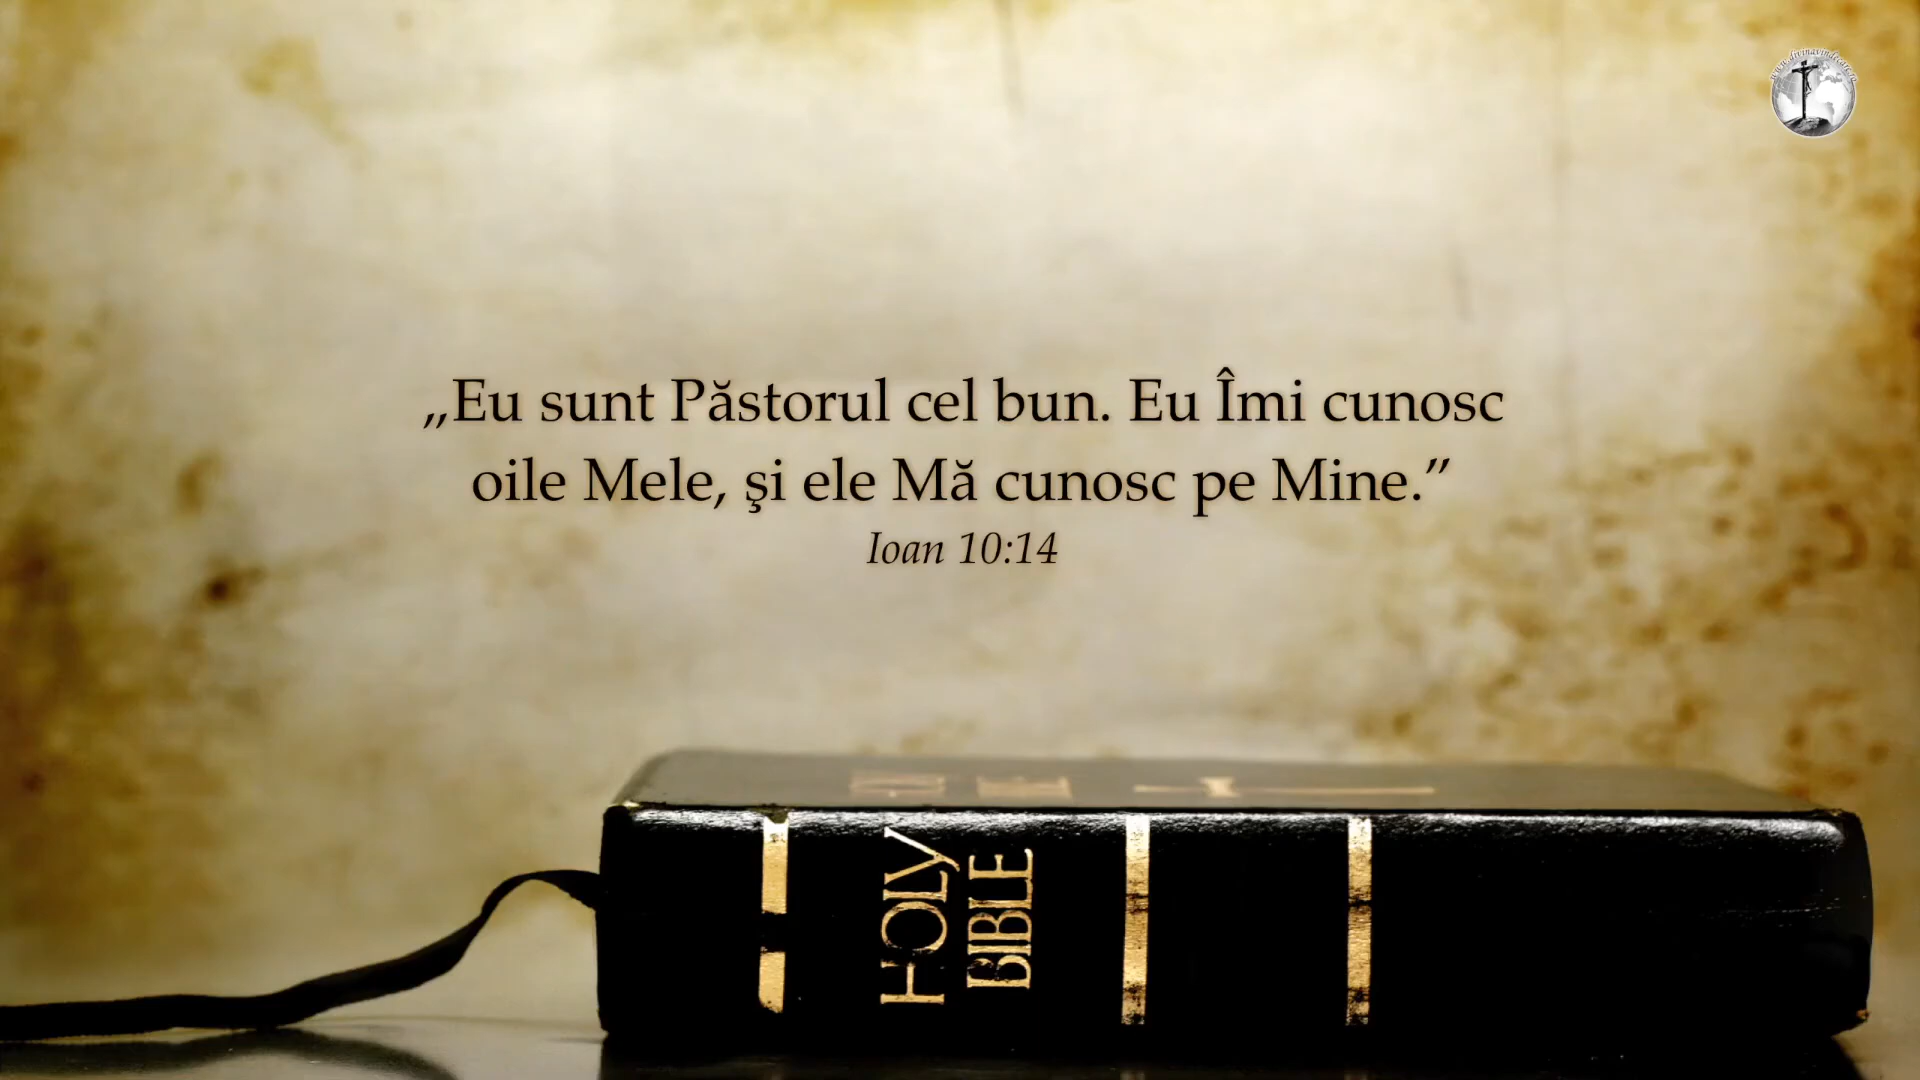 „Eu sunt Păstorul cel bun. Eu Îmi cunosc
oile Mele, şi ele Mă cunosc pe Mine.”
Ioan 10:14
HOLY
BIBLE